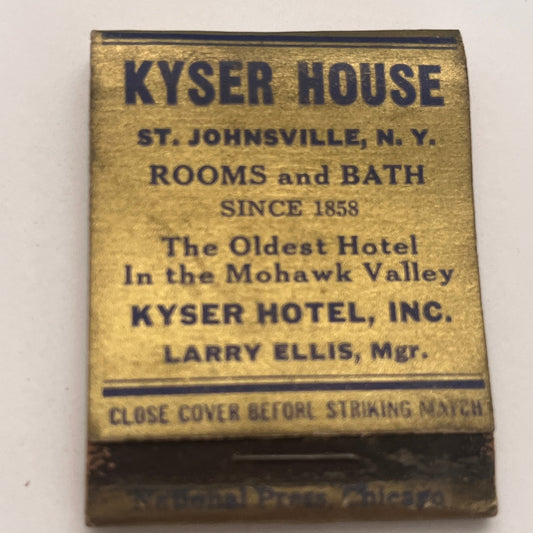 KYSER HOUSE
ST. JOHNSVILLE, N. Y.
ROOMS and BATH
SINCE 1858
The Oldest Hotel
In the Mohawk Valley
KYSER HOTEL, INC.
LARRY ELLIS, Mgr.
CLOSE COVER BEFORE STRIKING MATCH
National Press, Chicago